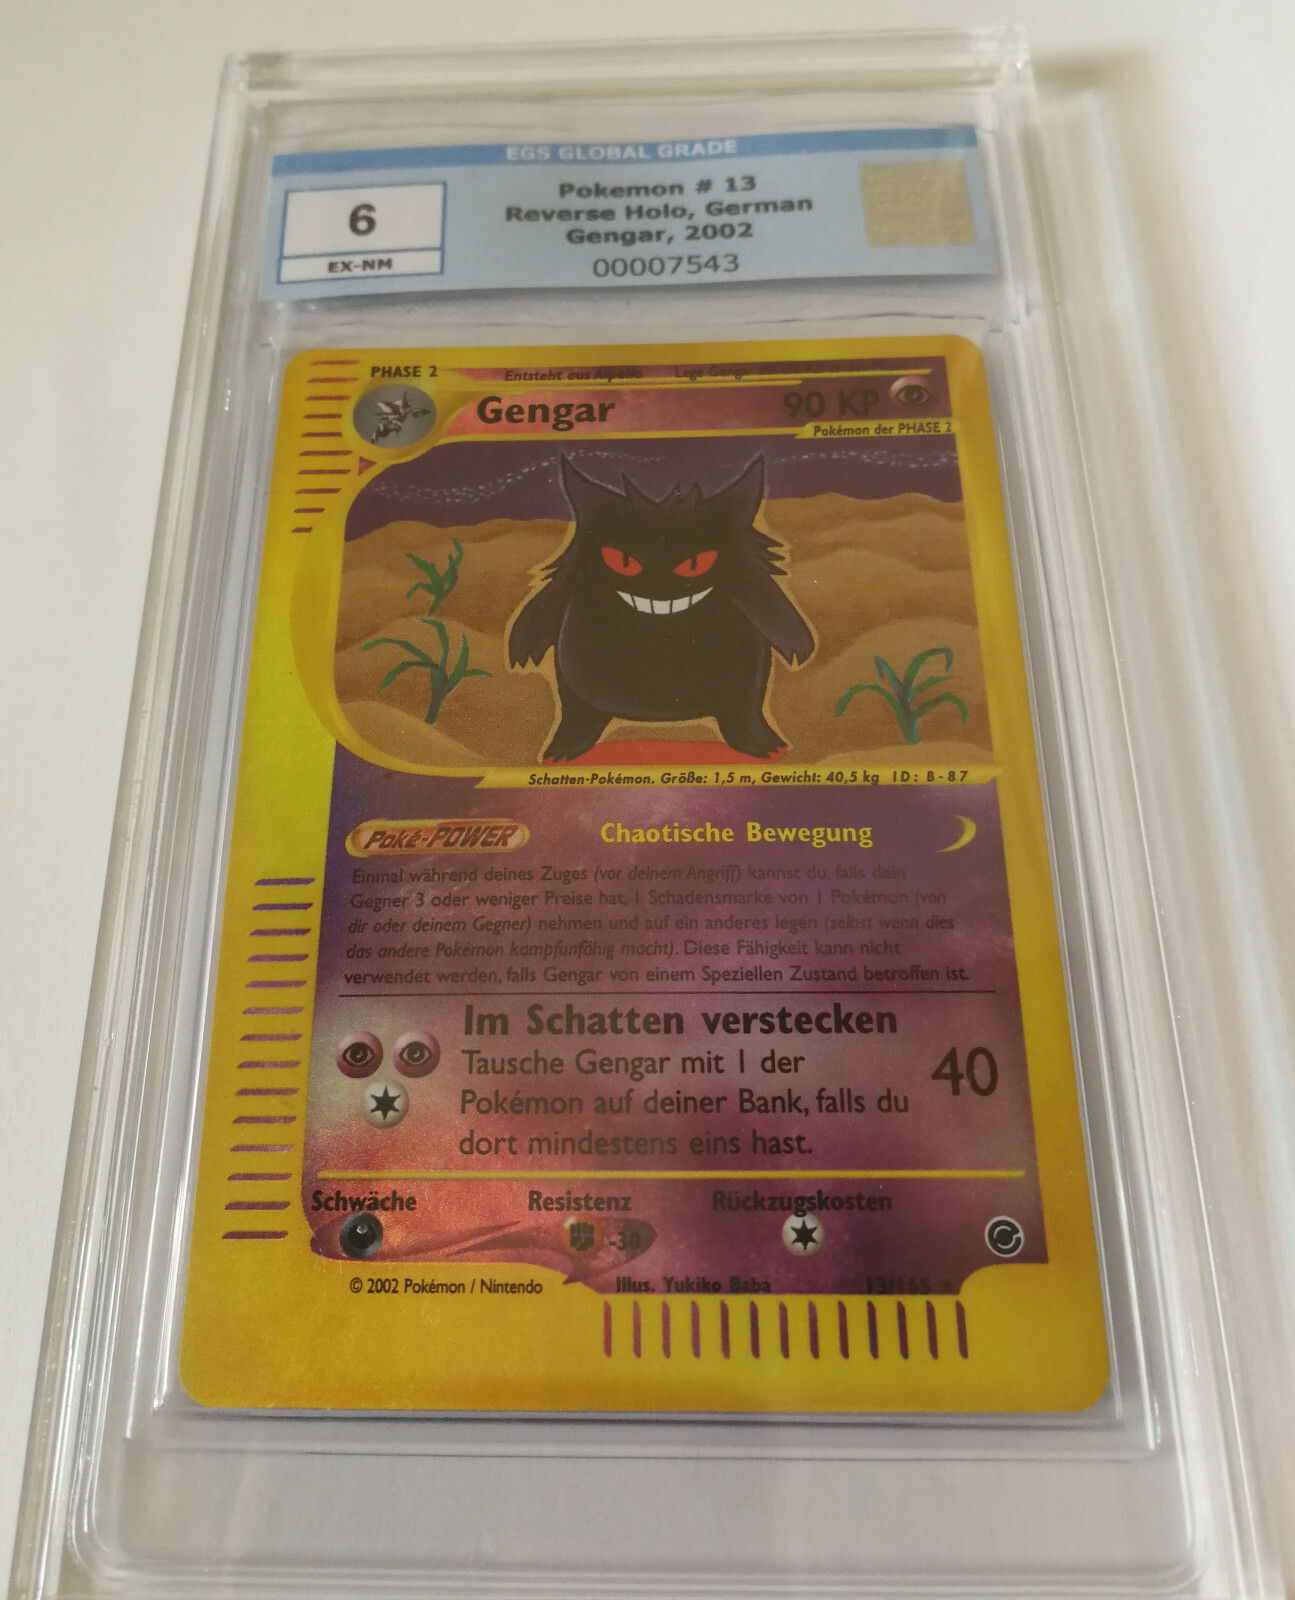 EGS GLOBAL GRADE
6
EX-NM
Pokemon # 13
Reverse Holo, German
Gengar, 2002
00007543
PHASE 2
Entsteht aus Alpollo Lege Gengar
Gengar
90 KP
Pokémon der PHASE 2
Schatten-Pokémon. Größe: 1,5 m, Gewicht: 40,5 kg ID: B-87
Poké-POWER Chaotische Bewegung
Einmal während deines Zuges (vor deinem Angriff) kannst du, falls dein
Gegner 3 oder weniger Preise hat, 1 Schadensmarke von 1 Pokémon (von
dir oder deinem Gegner) nehmen und auf ein anderes legen (selbst wenn dies
das andere Pokémon kampfunfähig macht). Diese Fähigkeit kann nicht
verwendet werden, falls Gengar von einem Speziellen Zustand betroffen ist.
Im Schatten verstecken
Tausche Gengar mit 1 der
Pokémon auf deiner Bank, falls du
dort mindestens eins hast.
40
Schwäche Resistenz Rückzugskosten
-30
© 2002 Pokémon / Nintendo Illus. Yukiko Baba 13/165 ★